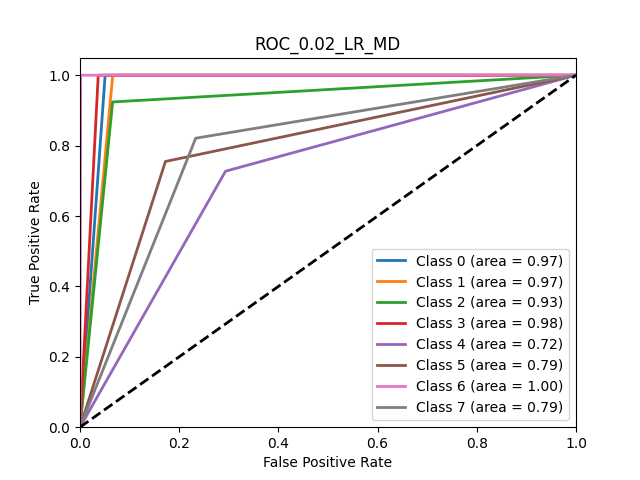 ROC_0.02_LR_MD
True Positive Rate
1.0
0.8
0.6
0.4
0.2
0.0
Class 0 (area = 0.97)
Class 1 (area = 0.97)
Class 2 (area = 0.93)
Class 3 (area = 0.98)
Class 4 (area = 0.72)
Class 5 (area = 0.79)
Class 6 (area = 1.00)
Class 7 (area = 0.79)
0.0 0.2 0.4 0.6 0.8 1.0
False Positive Rate